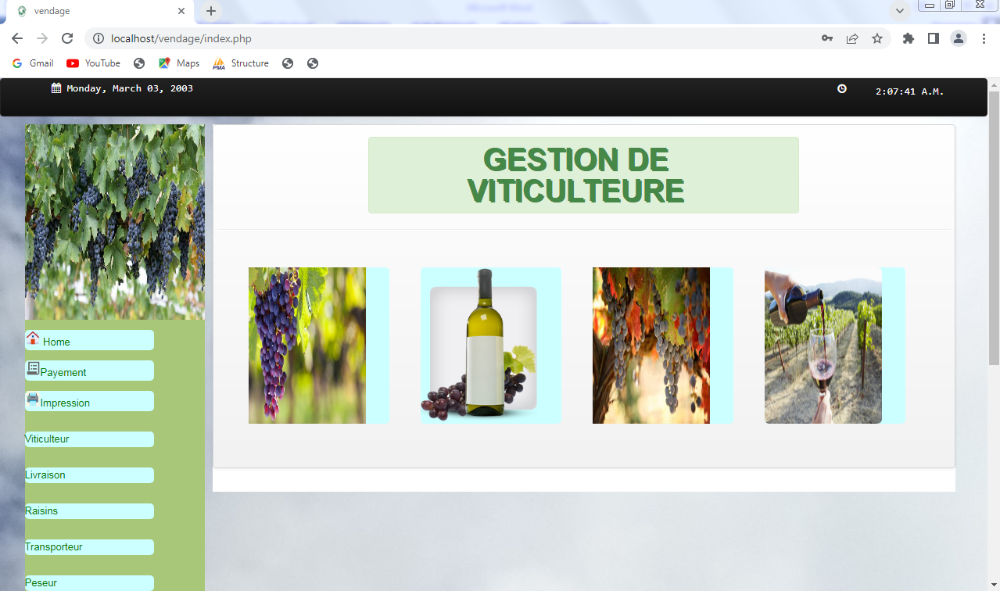 vendage
localhost/vendage/index.php
Gmail YouTube Maps PMA Structure
Monday, March 03, 2003
2:07:41 A.M.
GESTION DE
VITICULTEURE
Home
Payement
Impression
Viticulteur
Livraison
Raisins
Transporteur
Peseur